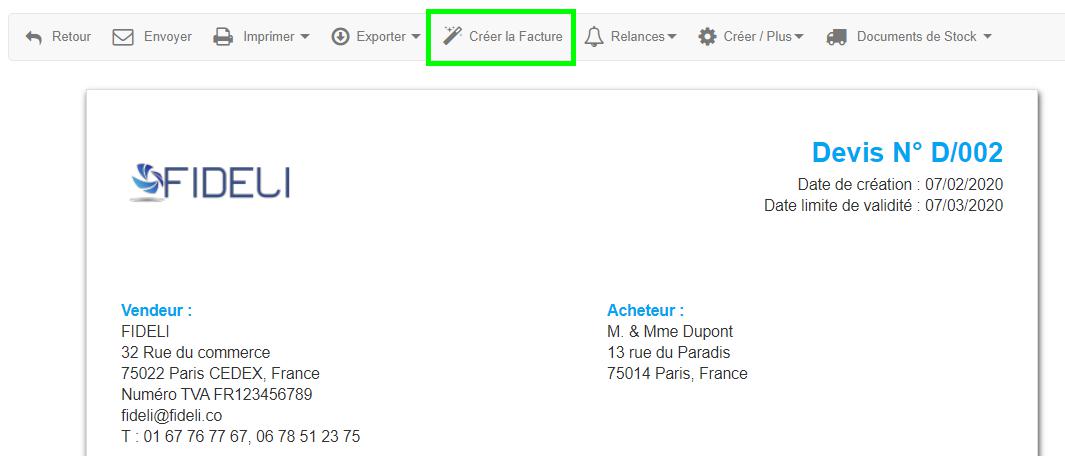 Retour Envoyer Imprimer Exporter Créer la Facture Relances Créer / Plus Documents de Stock
FIDELI
Devis N° D/002
Date de création : 07/02/2020
Date limite de validité : 07/03/2020
Vendeur :
FIDELI
32 Rue du commerce
75022 Paris CEDEX, France
Numéro TVA FR123456789
fideli@fideli.co
T : 01 67 76 77 67, 06 78 51 23 75
Acheteur :
M. & Mme Dupont
13 rue du Paradis
75014 Paris, France